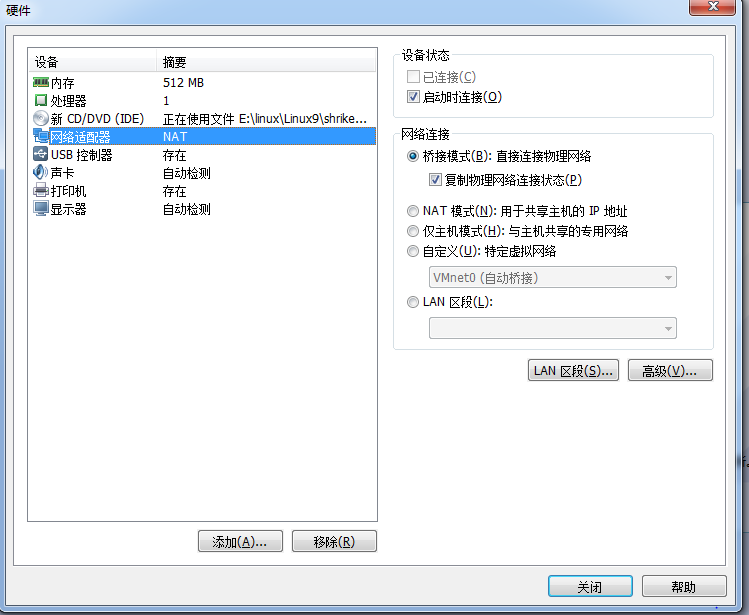 硬件
设备 摘要
内存 512 MB
处理器 1
新 CD/DVD (IDE) 正在使用文件 E:\linux\Linux9\shrike...
网络适配器 NAT
USB 控制器 存在
声卡 自动检测
打印机 存在
显示器 自动检测
添加(A)... 移除(R)
设备状态
已连接(C)
启动时连接(O)
网络连接
桥接模式(B): 直接连接物理网络
复制物理网络连接状态(P)
NAT 模式(N): 用于共享主机的 IP 地址
仅主机模式(H): 与主机共享的专用网络
自定义(U): 特定虚拟网络
VMnet0 (自动桥接)
LAN 区段(L):
LAN 区段(S)... 高级(V)...
关闭 帮助